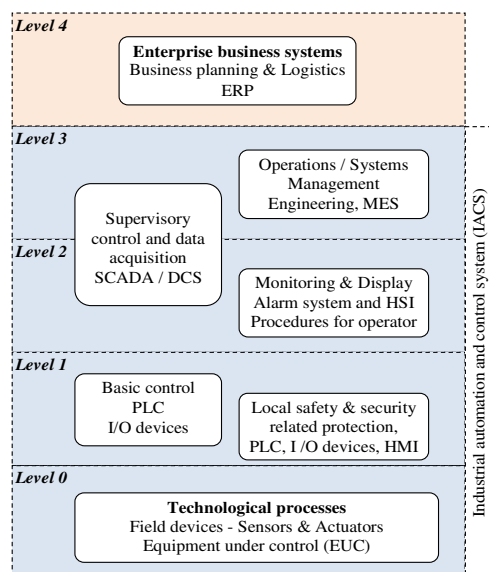 Level 4
Enterprise business systems
Business planning & Logistics
ERP
Level 3
Operations / Systems
Management
Engineering, MES
Supervisory
control and data
acquisition
SCADA / DCS
Level 2
Monitoring & Display
Alarm system and HSI
Procedures for operator
Level 1
Basic control
PLC
I/O devices
Local safety & security
related protection,
PLC, I /O devices, HMI
Level 0
Technological processes
Field devices - Sensors & Actuators
Equipment under control (EUC)
Industrial automation and control system (IACS)